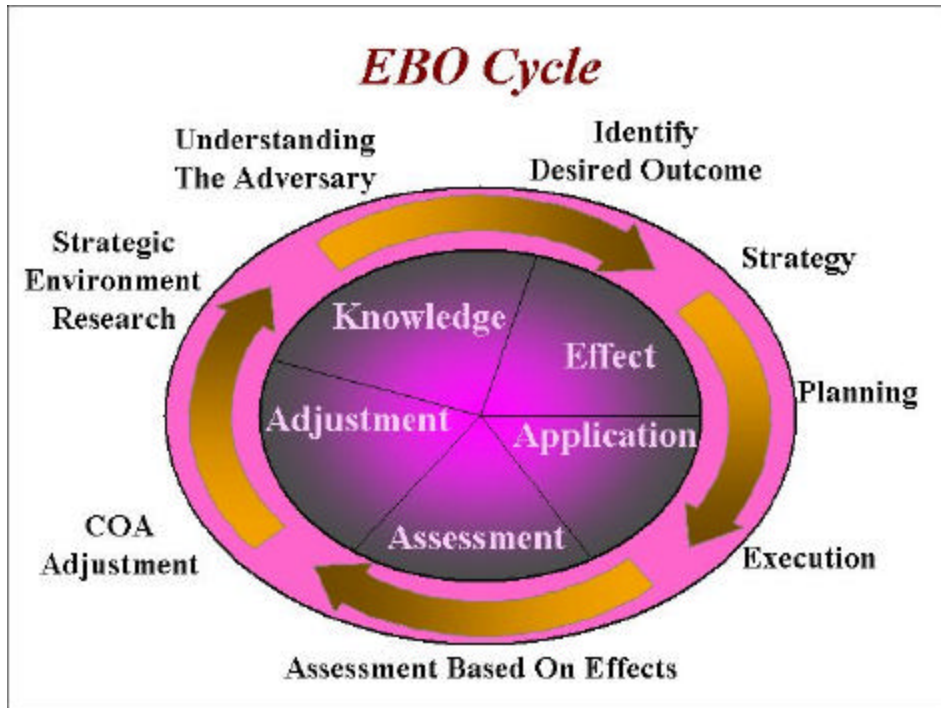 EBO Cycle
Understanding
The Adversary
Identify
Desired Outcome
Strategic
Environment
Research
Strategy
Knowledge
Effect
Planning
Adjustment
Application
COA
Adjustment
Assessment
Execution
Assessment Based On Effects